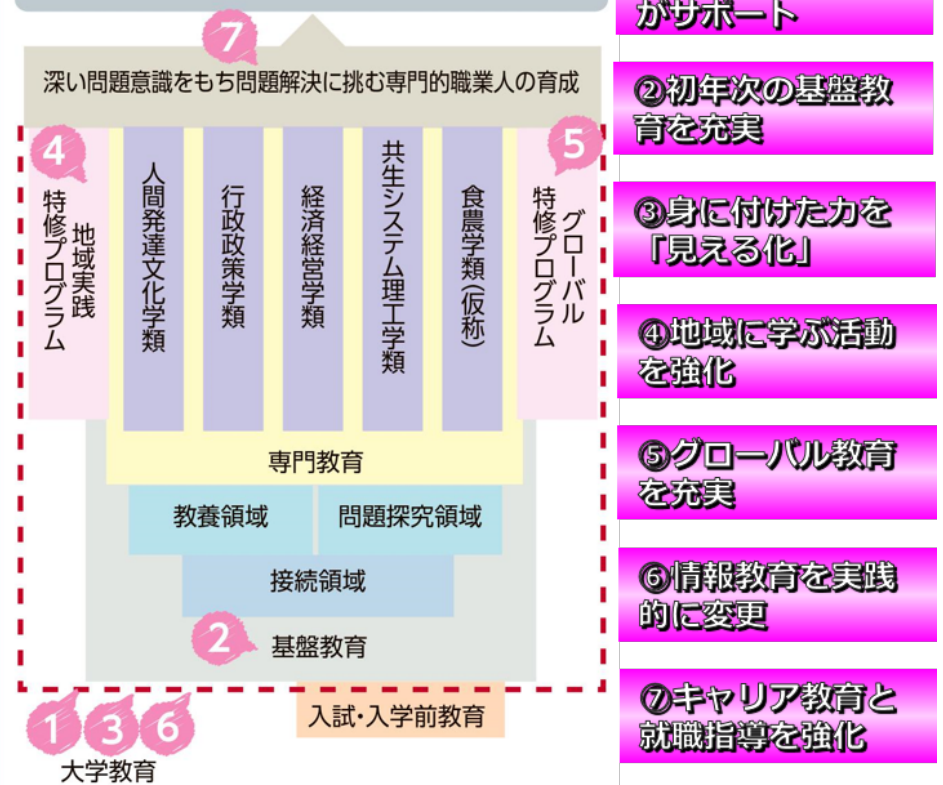 7
深い問題意識をもち問題解決に挑む専門的職業人の育成
4
地域実践
特修プログラム
人間発達文化学類
行政政策学類
経済経営学類
共生システム理工学類
食農学類(仮称)
5
グローバル
特修プログラム
専門教育
教養領域
問題探究領域
接続領域
2
基盤教育
入試・入学前教育
1
3
6
大学教育
がサポート
②初年次の基盤教
育を充実
③身に付けた力を
「見える化」
④地域に学ぶ活動
を強化
⑤グローバル教育
を充実
⑥情報教育を実践
的に変更
⑦キャリア教育と
就職指導を強化